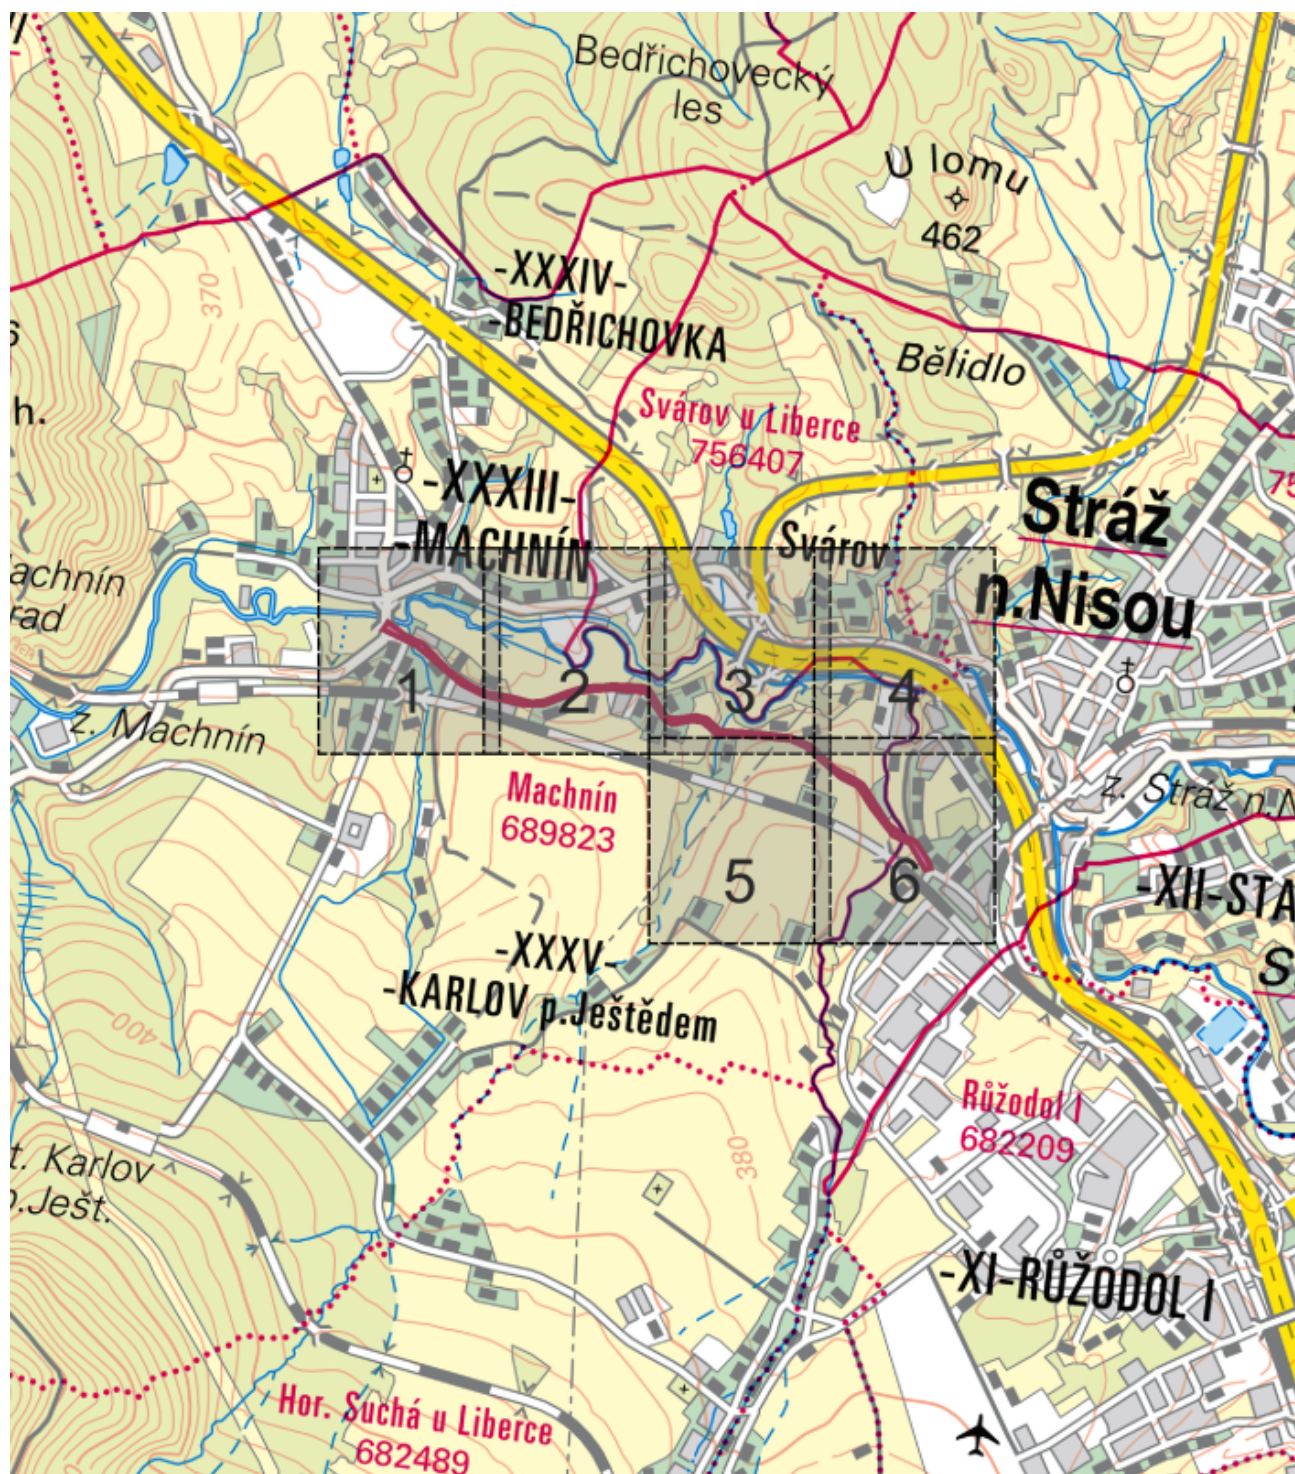 Bedřichovecký
les
U lomu
462
370
-XXXIV-
-BEDŘICHOVKA
Bělidlo
h.
Svárov u Liberce
756407
-XXXIII-
-MACHNÍN
Svárov
Stráž
n.Nisou
achnín
rad
1
2
3
4
z. Machnín
z. Stráž n.N
Machnín
689823
5
6
-XII-STA
-XXXV-
-KARLOV p.Ještědem
S
400
Růžodol I
682209
380
t. Karlov
p.Ješt.
-XI-RŮŽODOL I
Hor. Suchá u Liberce
682489